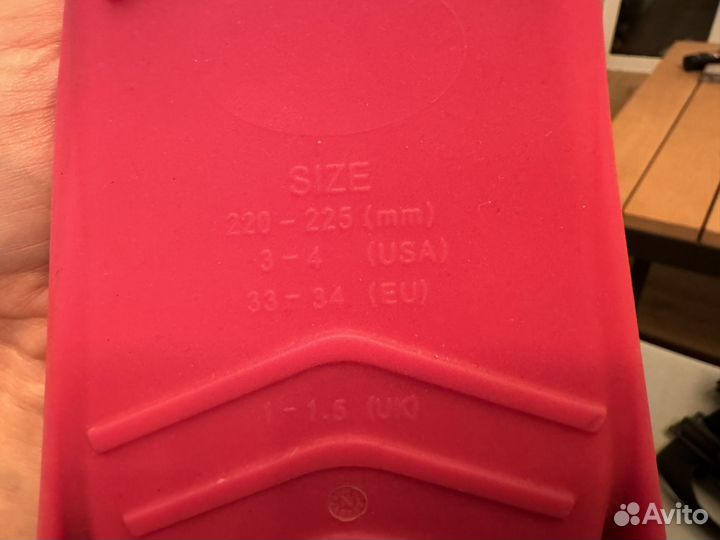 SIZE
220 - 225 (mm)
3 - 4 (USA)
33 - 34 (EU)
1 - 1.5 (UK)
Avito